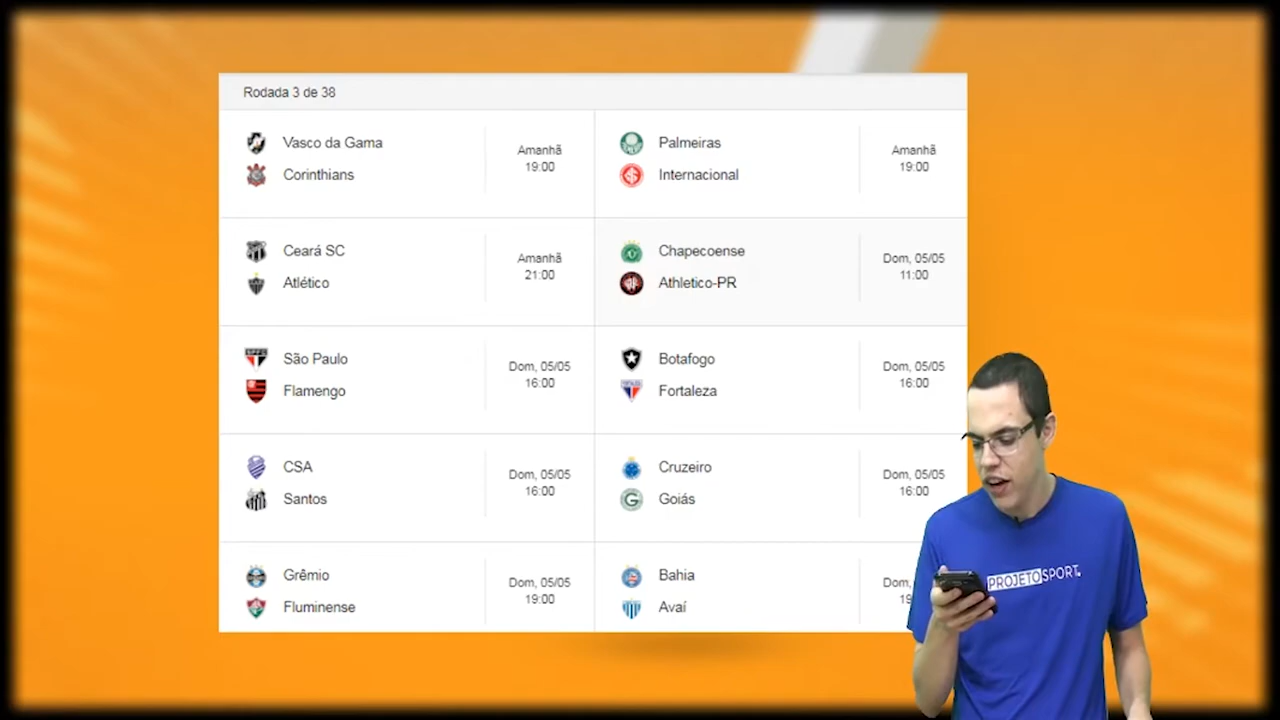 Rodada 3 de 38
Vasco da Gama
Corinthians
Amanhã
19:00
Palmeiras
Internacional
Amanhã
19:00
Ceará SC
Atlético
Amanhã
21:00
Chapecoense
Athletico-PR
Dom, 05/05
11:00
São Paulo
Flamengo
Dom, 05/05
16:00
Botafogo
Fortaleza
Dom, 05/05
16:00
CSA
Santos
Dom, 05/05
16:00
Cruzeiro
Goiás
Dom, 05/05
16:00
Grêmio
Fluminense
Dom, 05/05
19:00
Bahia
Avaí
Dom,
19
PROJETOSPORT.